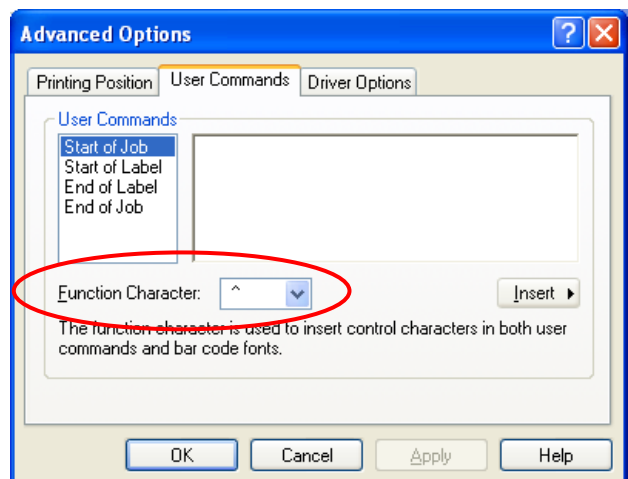 Advanced Options
Printing Position User Commands Driver Options
User Commands
Start of Job
Start of Label
End of Label
End of Job
Function Character: ^ Insert
The function character is used to insert control characters in both user
commands and bar code fonts.
OK Cancel Apply Help